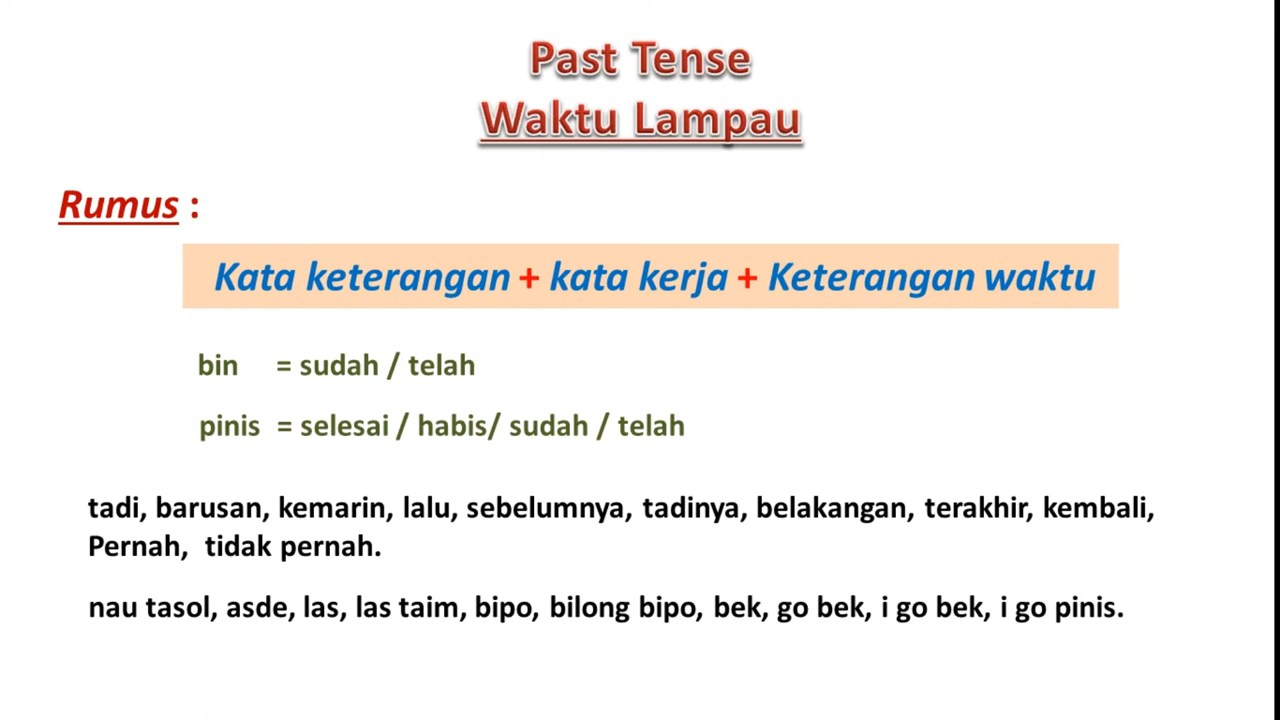 Past Tense
Waktu Lampau
Rumus :
Kata keterangan + kata kerja + Keterangan waktu
bin = sudah / telah
pinis = selesai / habis/ sudah / telah
tadi, barusan, kemarin, lalu, sebelumnya, tadinya, belakangan, terakhir, kembali,
Pernah, tidak pernah.
nau tasol, asde, las, las taim, bipo, bilong bipo, bek, go bek, i go bek, i go pinis.